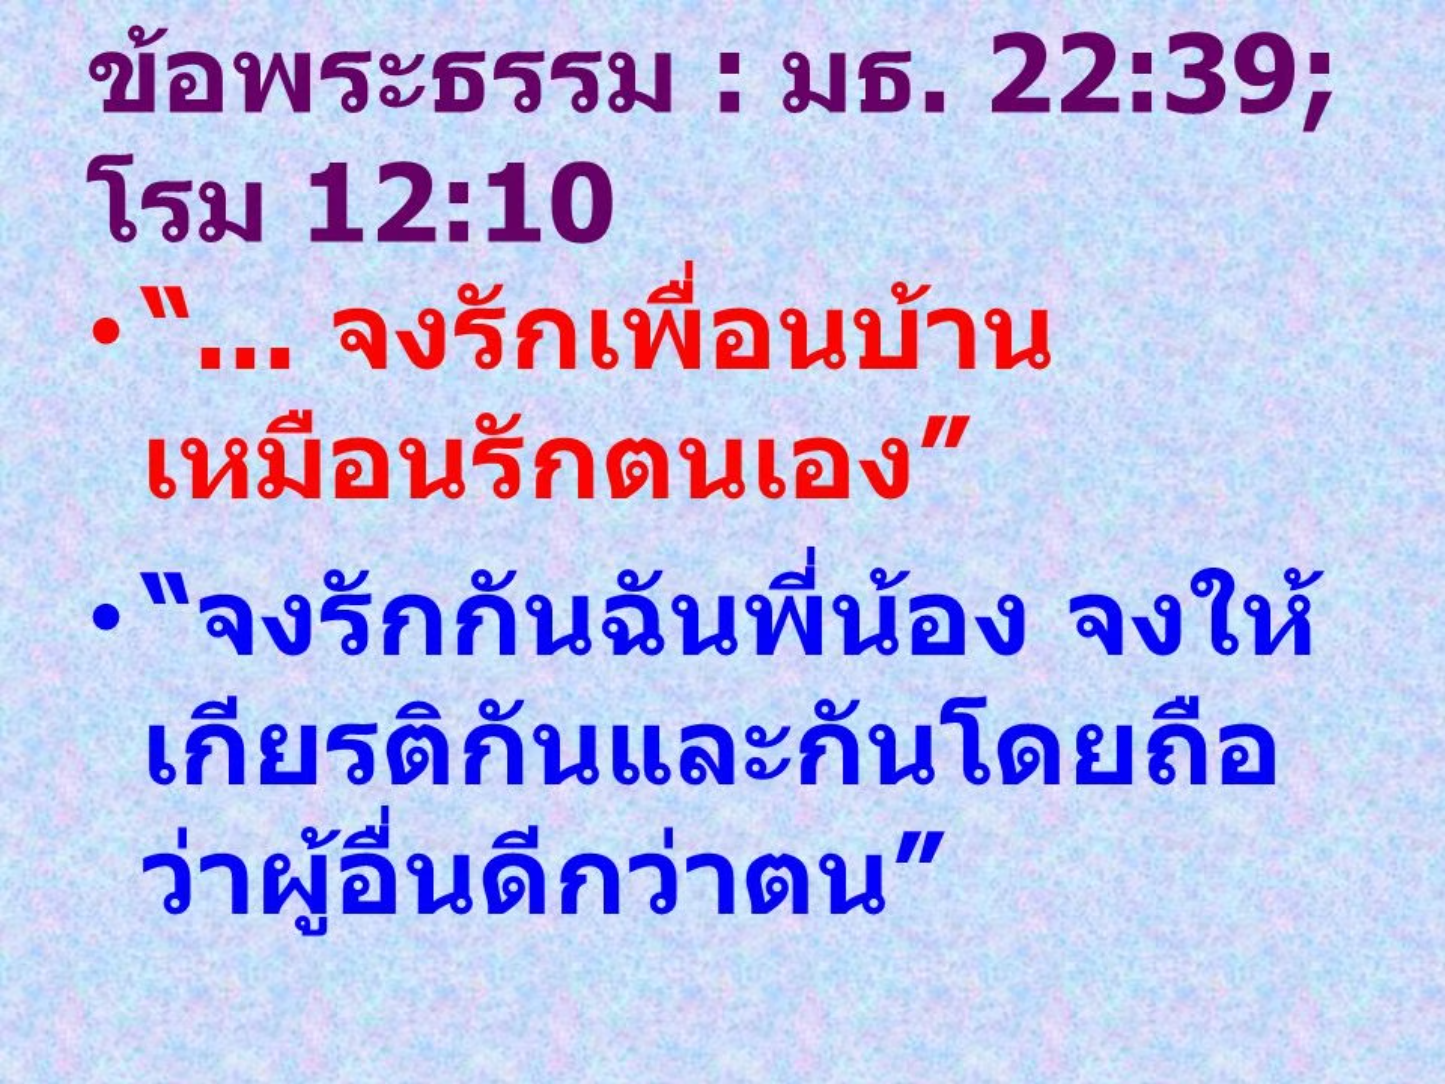 ข้อพระธรรม : มธ. 22:39;
โรม 12:10
• “... จงรักเพื่อนบ้าน
เหมือนรักตนเอง”
• “จงรักกันฉันพี่น้อง จงให้
เกียรติกันและกันโดยถือ
ว่าผู้อื่นดีกว่าตน”